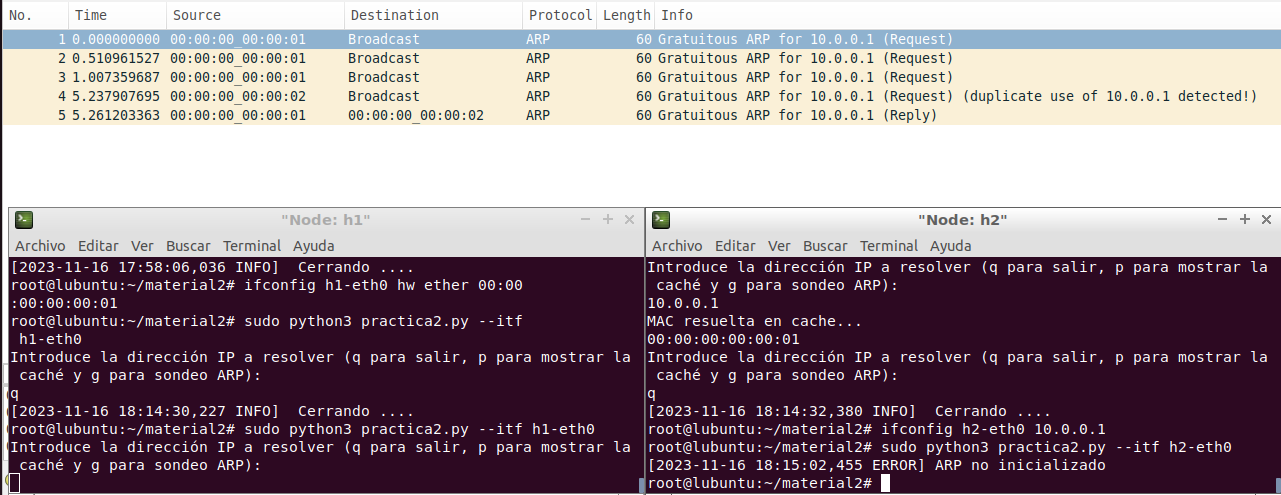 No. Time Source Destination Protocol Length Info
1 0.000000000 00:00:00_00:00:01 Broadcast ARP 60 Gratuitous ARP for 10.0.0.1 (Request)
2 0.510961527 00:00:00_00:00:01 Broadcast ARP 60 Gratuitous ARP for 10.0.0.1 (Request)
3 1.007359687 00:00:00_00:00:01 Broadcast ARP 60 Gratuitous ARP for 10.0.0.1 (Request)
4 5.237907695 00:00:00_00:00:02 Broadcast ARP 60 Gratuitous ARP for 10.0.0.1 (Request) (duplicate use of 10.0.0.1 detected!)
5 5.261203363 00:00:00_00:00:01 00:00:00_00:00:02 ARP 60 Gratuitous ARP for 10.0.0.1 (Reply)
"Node: h1"
Archivo Editar Ver Buscar Terminal Ayuda
[2023-11-16 17:58:06,036 INFO]  Cerrando ....
root@lubuntu:~/material2# ifconfig h1-eth0 hw ether 00:00
:00:00:00:01
root@lubuntu:~/material2# sudo python3 practica2.py --itf
 h1-eth0
Introduce la dirección IP a resolver (q para salir, p para mostrar la
 caché y g para sondeo ARP):
q
[2023-11-16 18:14:30,227 INFO]  Cerrando ....
root@lubuntu:~/material2# sudo python3 practica2.py --itf h1-eth0
Introduce la dirección IP a resolver (q para salir, p para mostrar la
 caché y g para sondeo ARP):
"Node: h2"
Archivo Editar Ver Buscar Terminal Ayuda
Introduce la dirección IP a resolver (q para salir, p para mostrar la
 caché y g para sondeo ARP):
10.0.0.1
MAC resuelta en cache...
00:00:00:00:00:01
Introduce la dirección IP a resolver (q para salir, p para mostrar la
 caché y g para sondeo ARP):
q
[2023-11-16 18:14:32,380 INFO]  Cerrando ....
root@lubuntu:~/material2# ifconfig h2-eth0 10.0.0.1
root@lubuntu:~/material2# sudo python3 practica2.py --itf h2-eth0
[2023-11-16 18:15:02,455 ERROR] ARP no inicializado
root@lubuntu:~/material2#